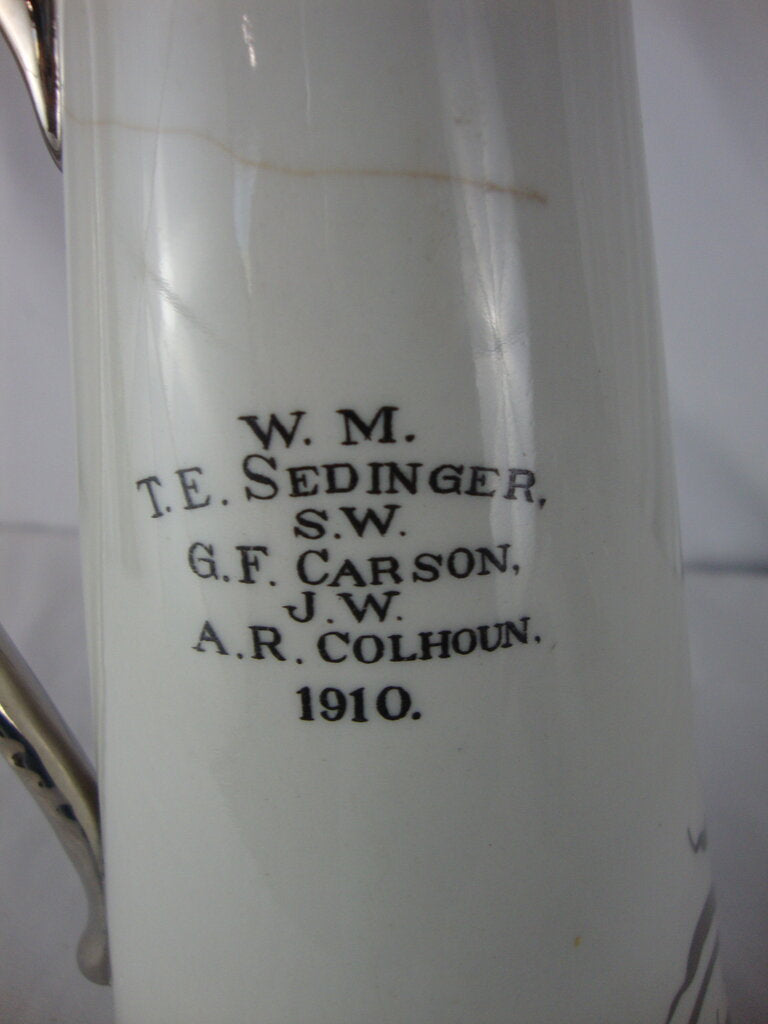 W. M.
T. E. SEDINGER,
S.W.
G. F. CARSON,
J. W.
A. R. COLHOUN.
1910.